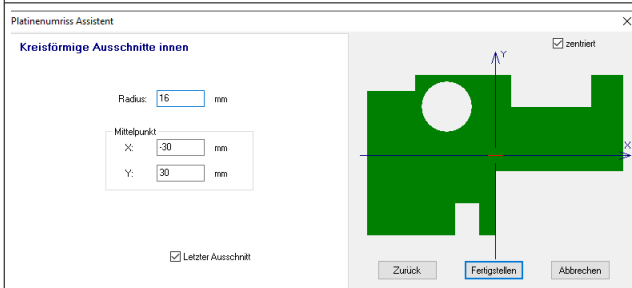 Platinenumriss Assistent
Kreisförmige Ausschnitte innen
zentriert
Y
Radius: 16 mm
Mittelpunkt
X: -30 mm
X
Y: 30 mm
Letzter Ausschnitt
Zurück Fertigstellen Abbrechen